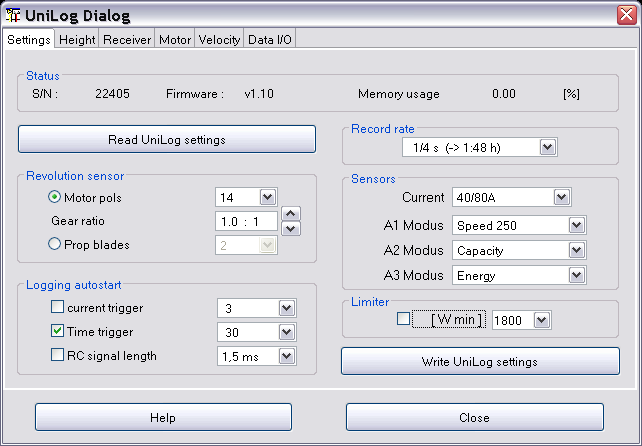 UniLog Dialog
Settings Height Receiver Motor Velocity Data I/O
Status
S/N : 22405 Firmware : v1.10 Memory usage 0.00 [%]
Read UniLog settings
Revolution sensor
Motor pols 14
Gear ratio 1.0 : 1
Prop blades 2
Logging autostart
current trigger 3
Time trigger 30
RC signal length 1,5 ms
Record rate
1/4 s (-> 1:48 h)
Sensors
Current 40/80A
A1 Modus Speed 250
A2 Modus Capacity
A3 Modus Energy
Limiter
[ W min ] 1800
Write UniLog settings
Help Close